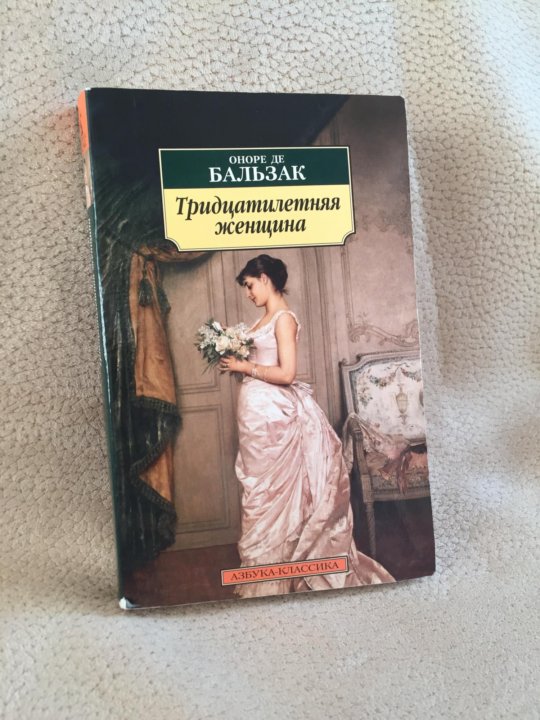 ОНОРЕ ДЕ
БАЛЬЗАК
Тридцатилетняя
женщина
АЗБУКА-КЛАССИКА